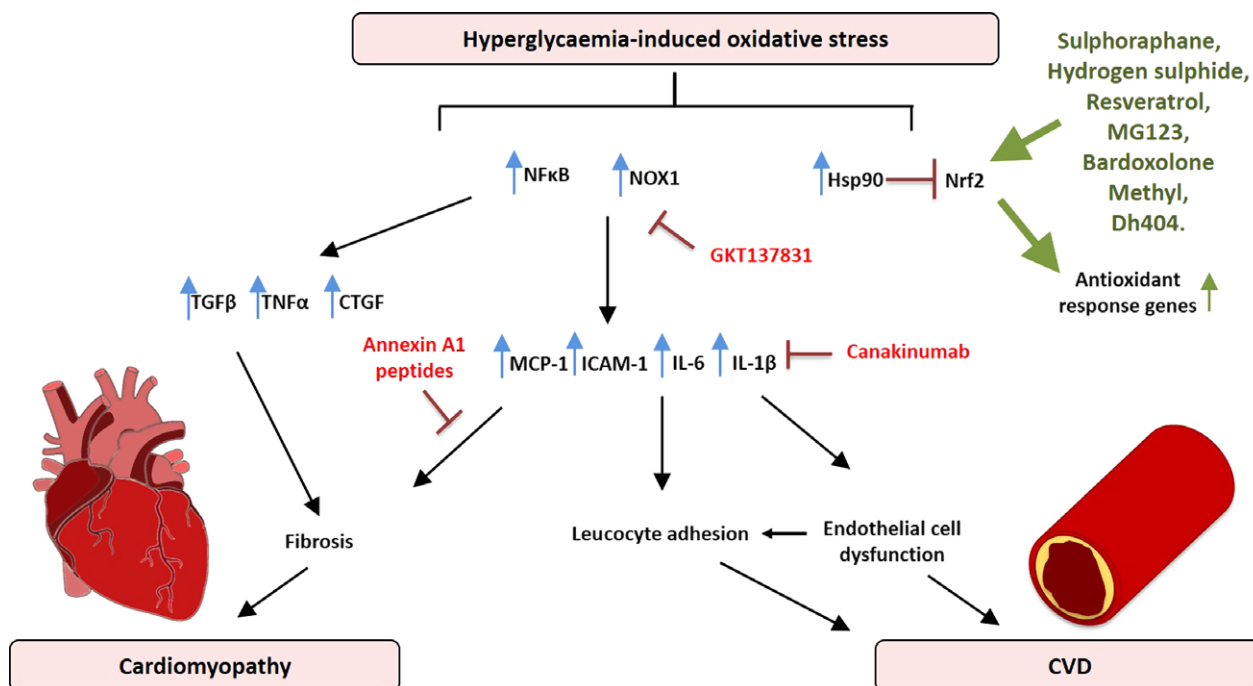 Hyperglycaemia-induced oxidative stress
Sulphoraphane,
Hydrogen sulphide,
Resveratrol,
MG123,
Bardoxolone
Methyl,
Dh404.
NFκB
NOX1
Hsp90
Nrf2
GKT137831
Antioxidant
response genes
TGFβ
TNFα
CTGF
Annexin A1
peptides
MCP-1
ICAM-1
IL-6
IL-1β
Canakinumab
Fibrosis
Leucocyte adhesion
Endothelial cell
dysfunction
Cardiomyopathy
CVD